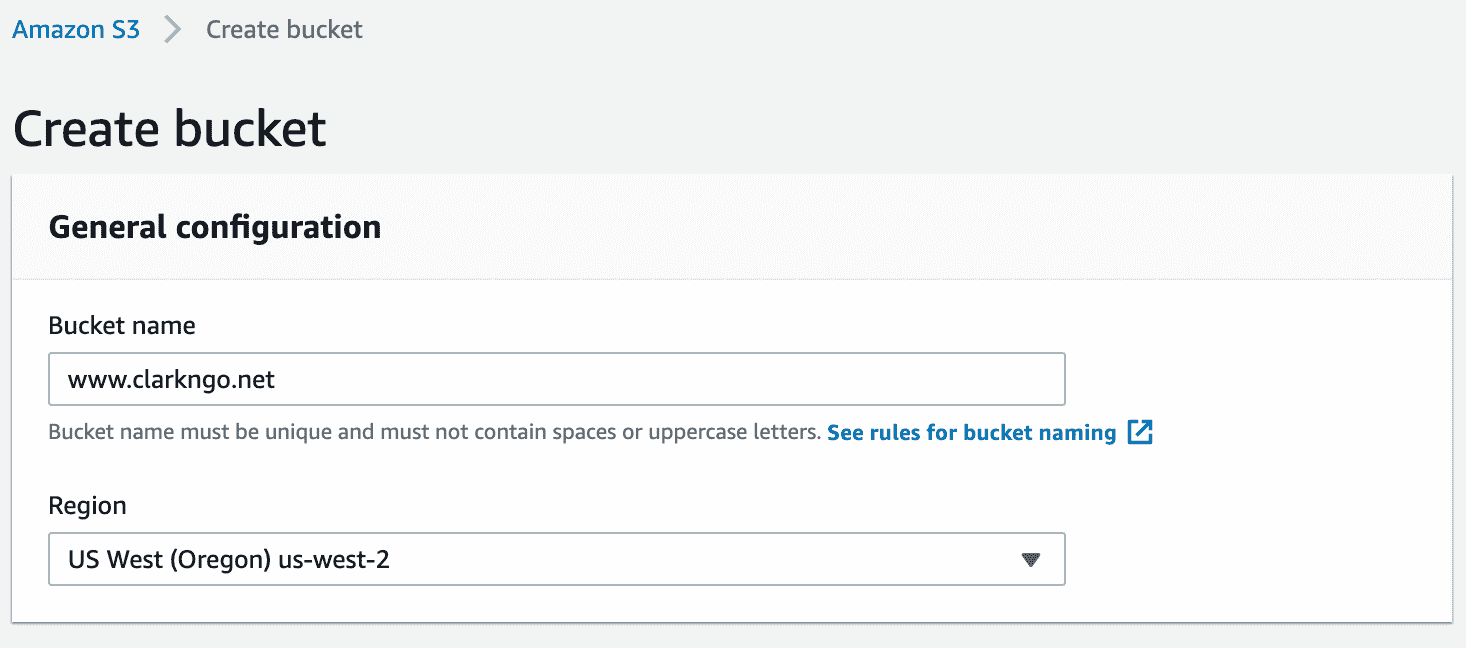 Amazon S3 Create bucket
Create bucket
General configuration
Bucket name
www.clarkngo.net
Bucket name must be unique and must not contain spaces or uppercase letters. See rules for bucket naming
Region
US West (Oregon) us-west-2